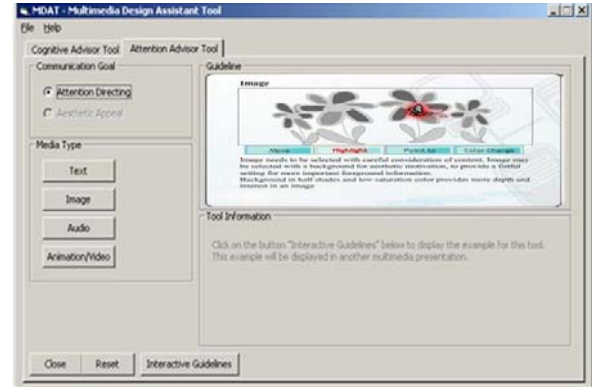 MDAT - Multimedia Design Assistant Tool
File Help
Cognitive Advisor Tool Attention Advisor Tool
Communication Goal
Attention Directing
Aesthetic Appeal
Media Type
Text
Image
Audio
Animation/Video
Guideline
Image
Move Highlight Point to Color Change
Image needs to be selected with careful consideration of content. Image may
be selected with a background for aesthetic motivation, to provide a
setting for more important foreground information.
Background in half shades and low saturation color provides more depth and
interest in an image
Tool Information
Click on the button "Interactive Guidelines" below to display the example for this tool.
This example will be displayed in another multimedia presentation.
Close Reset Interactive Guidelines